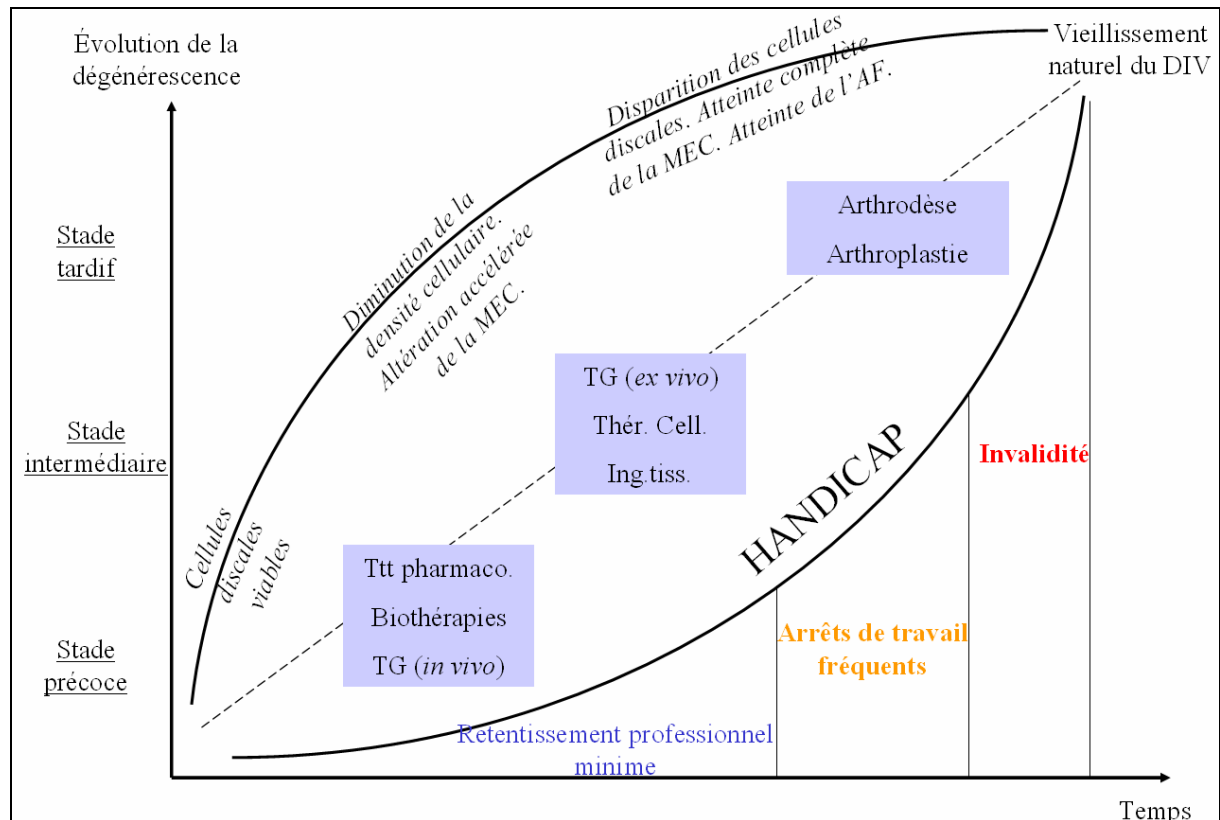 Évolution de la
dégénérescence
Vieillissement
naturel du DIV
Disparition des cellules
discales. Atteinte complète
de la MEC. Atteinte de l'AF.
Diminution de la
densité cellulaire.
Altération accélérée
de la MEC.
Cellules
discales
viables
Stade
tardif
Stade
intermédiaire
Stade
précoce
Arthrodèse
Arthroplastie
TG (ex vivo)
Thér. Cell.
Ing.tiss.
Ttt pharmaco.
Biothérapies
TG (in vivo)
HANDICAP
Invalidité
Arrêts de travail
fréquents
Retentissement professionnel
minime
Temps